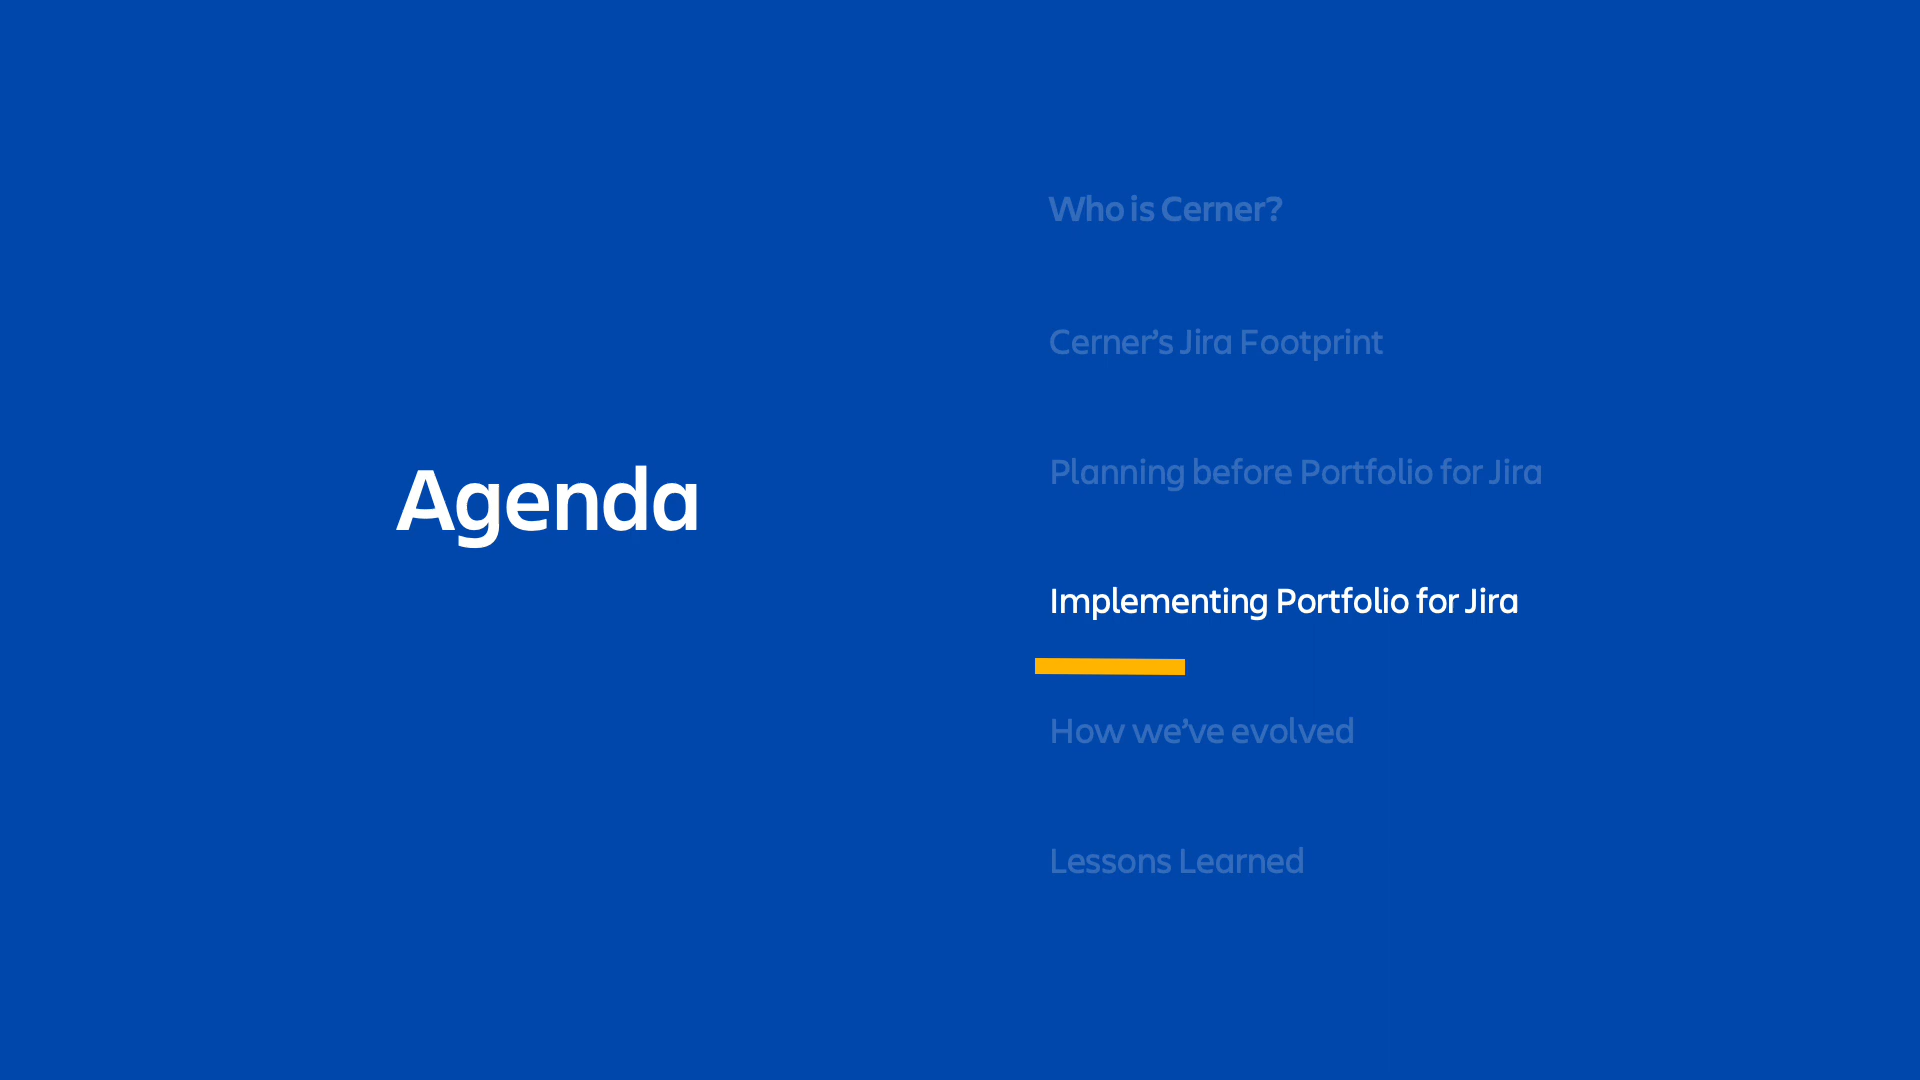 Agenda
Who is Cerner?
Cerner’s Jira Footprint
Planning before Portfolio for Jira
Implementing Portfolio for Jira
How we’ve evolved
Lessons Learned